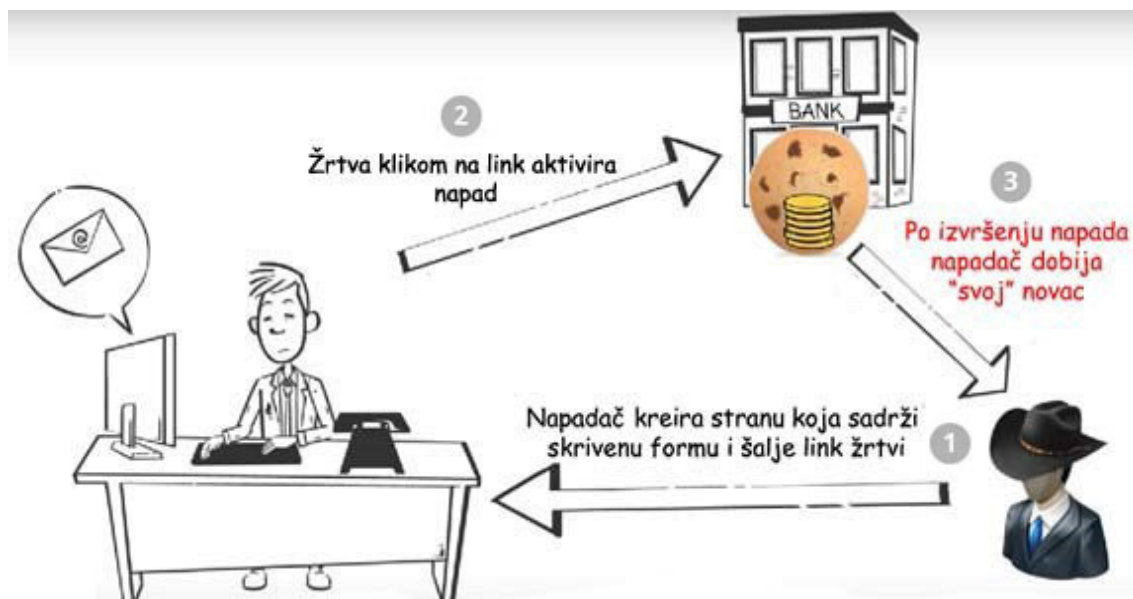 2
Žrtva klikom na link aktivira
napad
BANK
3
Po izvršenju napada
napadač dobija
"svoj" novac
@
Napadač kreira stranu koja sadrži
skrivenu formu i šalje link žrtvi
1